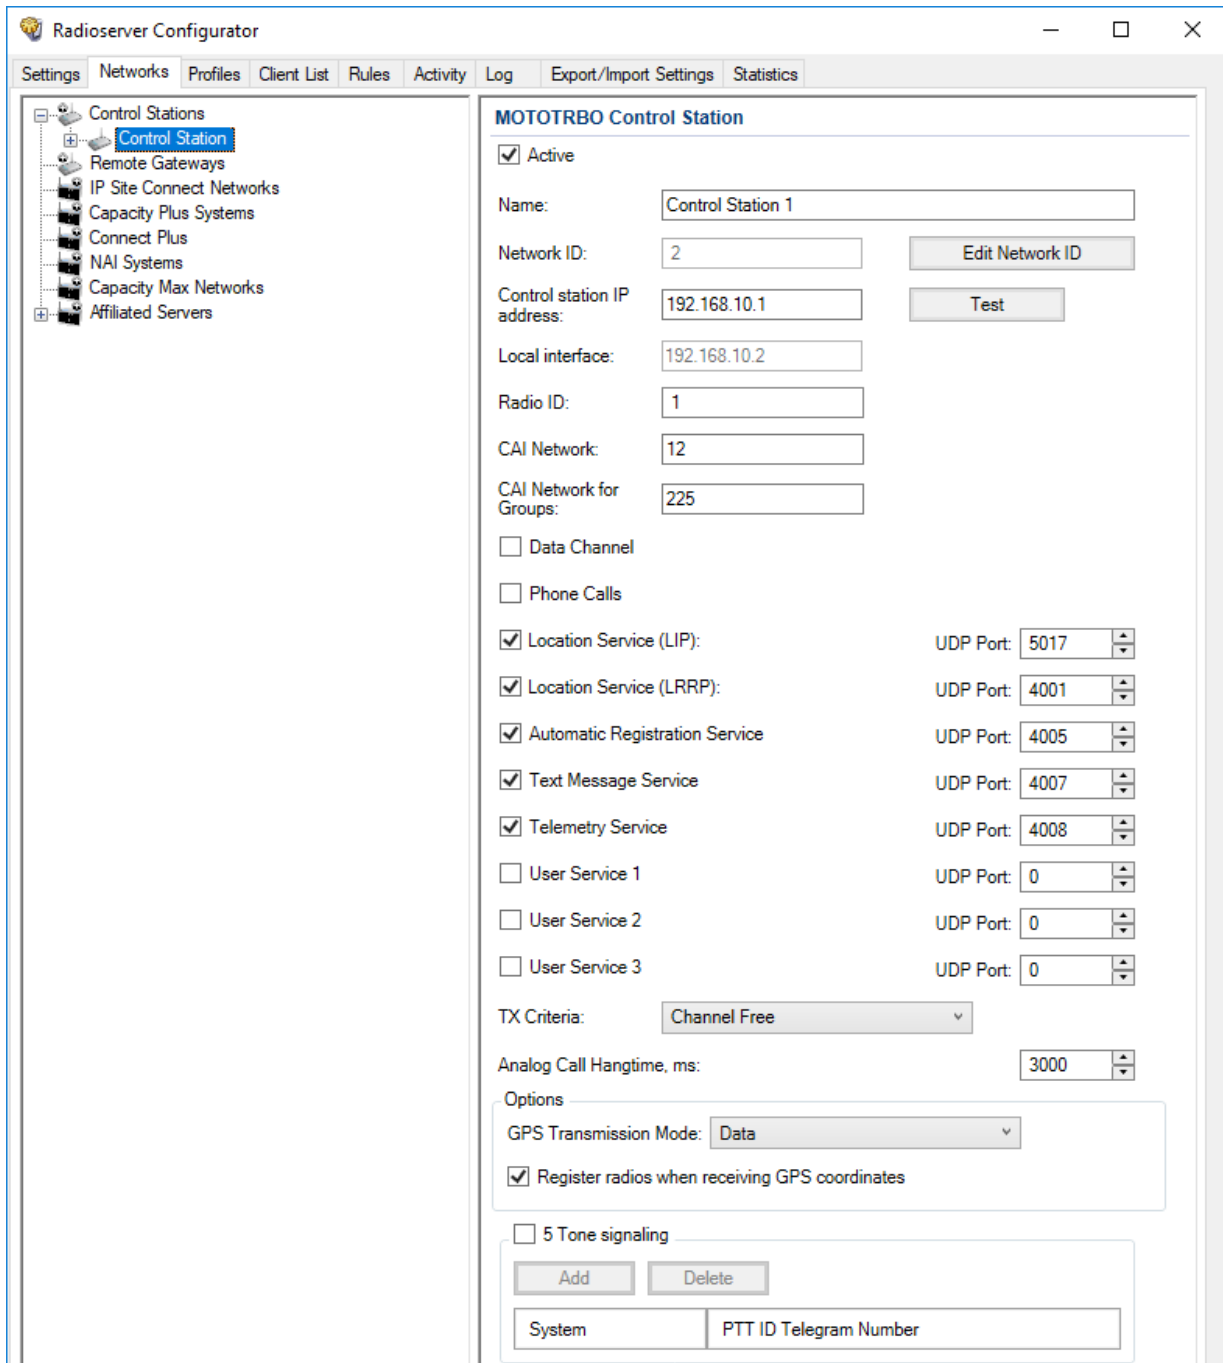 Radioserver Configurator
Settings Networks Profiles Client List Rules Activity Log Export/Import Settings Statistics
Control Stations
Control Station
Remote Gateways
IP Site Connect Networks
Capacity Plus Systems
Connect Plus
NAI Systems
Capacity Max Networks
Affiliated Servers
MOTOTRBO Control Station
Active
Name: Control Station 1
Network ID: 2 Edit Network ID
Control station IP
address: 192.168.10.1 Test
Local interface: 192.168.10.2
Radio ID: 1
CAI Network: 12
CAI Network for
Groups: 225
Data Channel
Phone Calls
Location Service (LIP): UDP Port: 5017
Location Service (LRRP): UDP Port: 4001
Automatic Registration Service UDP Port: 4005
Text Message Service UDP Port: 4007
Telemetry Service UDP Port: 4008
User Service 1 UDP Port: 0
User Service 2 UDP Port: 0
User Service 3 UDP Port: 0
TX Criteria: Channel Free
Analog Call Hangtime, ms: 3000
Options
GPS Transmission Mode: Data
Register radios when receiving GPS coordinates
5 Tone signaling
Add Delete
System PTT ID Telegram Number